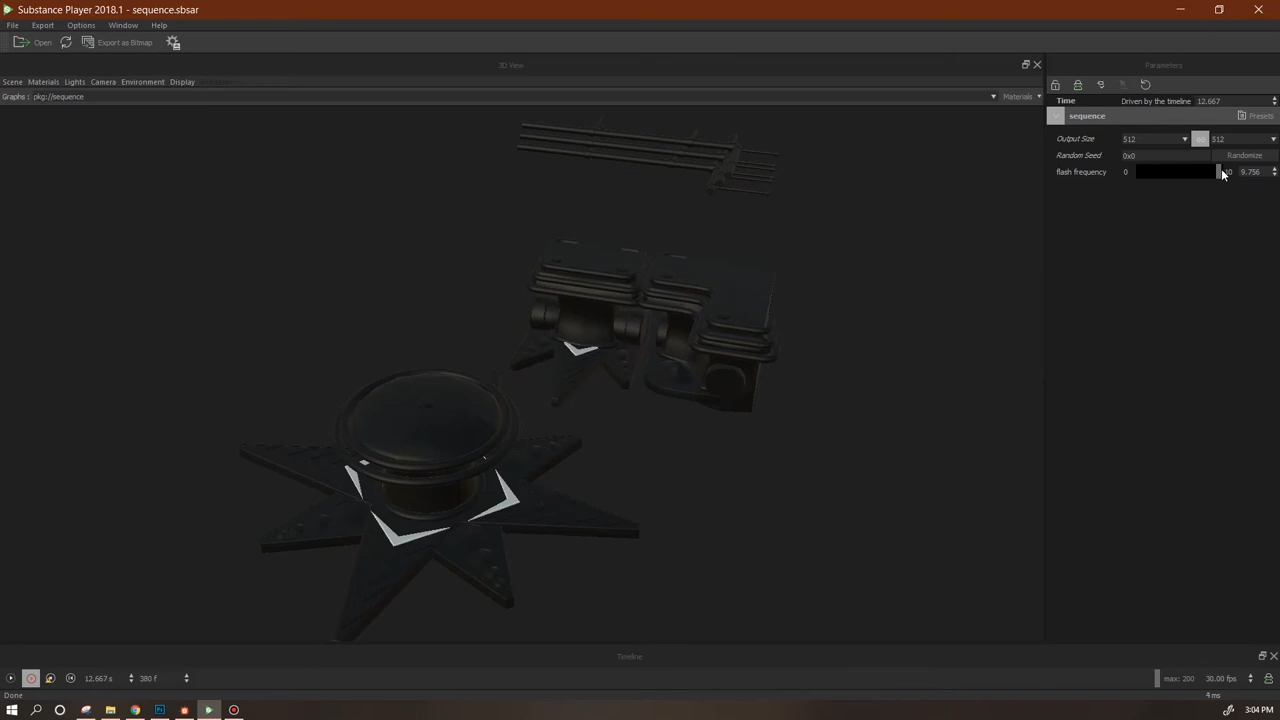 Substance Player 2018.1 - sequence.sbsar
File Export Options Window Help
Open Export as Bitmap
3D View
Parameters
Scene Materials Lights Camera Environment Display
Graphs : pkg://sequence Materials
Time Driven by the timeline 12.667
sequence Presets
Output Size 512 512
Random Seed 0x0 Randomize
flash frequency 0 9.756
Timeline
12.667 s 380 f max: 200 30.00 fps
Done 4 ms
3:04 PM